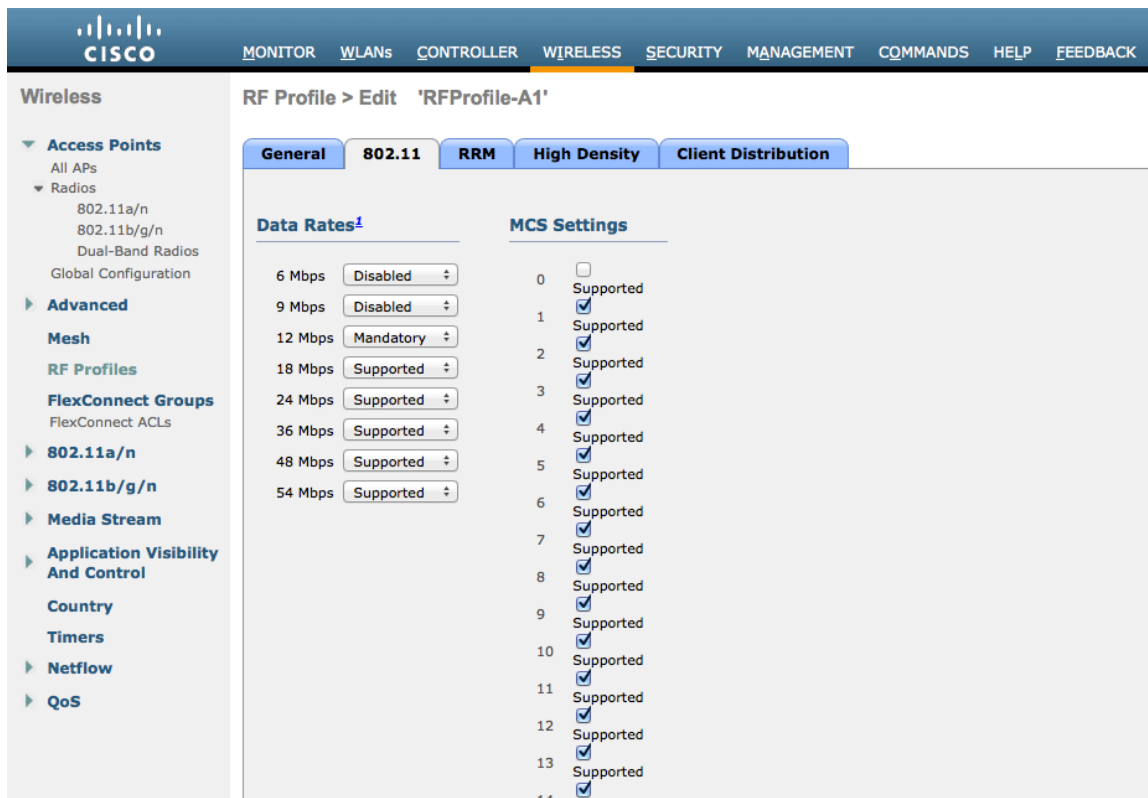 CISCO
MONITOR WLANs CONTROLLER WIRELESS SECURITY MANAGEMENT COMMANDS HELP FEEDBACK
Wireless
Access Points
All APs
Radios
802.11a/n
802.11b/g/n
Dual-Band Radios
Global Configuration
Advanced
Mesh
RF Profiles
FlexConnect Groups
FlexConnect ACLs
802.11a/n
802.11b/g/n
Media Stream
Application Visibility
And Control
Country
Timers
Netflow
QoS
RF Profile > Edit 'RFProfile-A1'
General 802.11 RRM High Density Client Distribution
Data Rates1
6 Mbps Disabled
9 Mbps Disabled
12 Mbps Mandatory
18 Mbps Supported
24 Mbps Supported
36 Mbps Supported
48 Mbps Supported
54 Mbps Supported
MCS Settings
0 Supported
1 Supported
2 Supported
3 Supported
4 Supported
5 Supported
6 Supported
7 Supported
8 Supported
9 Supported
10 Supported
11 Supported
12 Supported
13 Supported